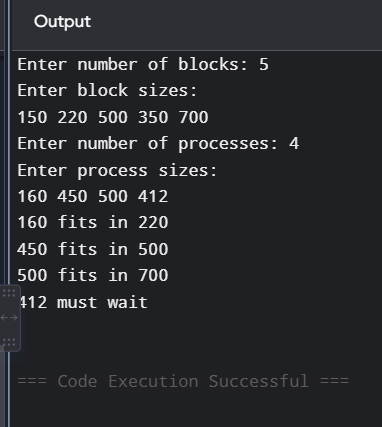 Output
Enter number of blocks: 5
Enter block sizes:
150 220 500 350 700
Enter number of processes: 4
Enter process sizes:
160 450 500 412
160 fits in 220
450 fits in 500
500 fits in 700
412 must wait
=== Code Execution Successful ===